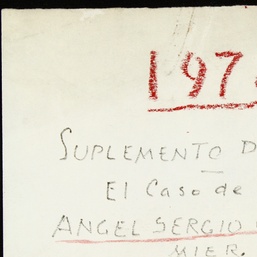 197
SUPLEMENTO D
El Caso de
ANGEL SERGIO
MIER.